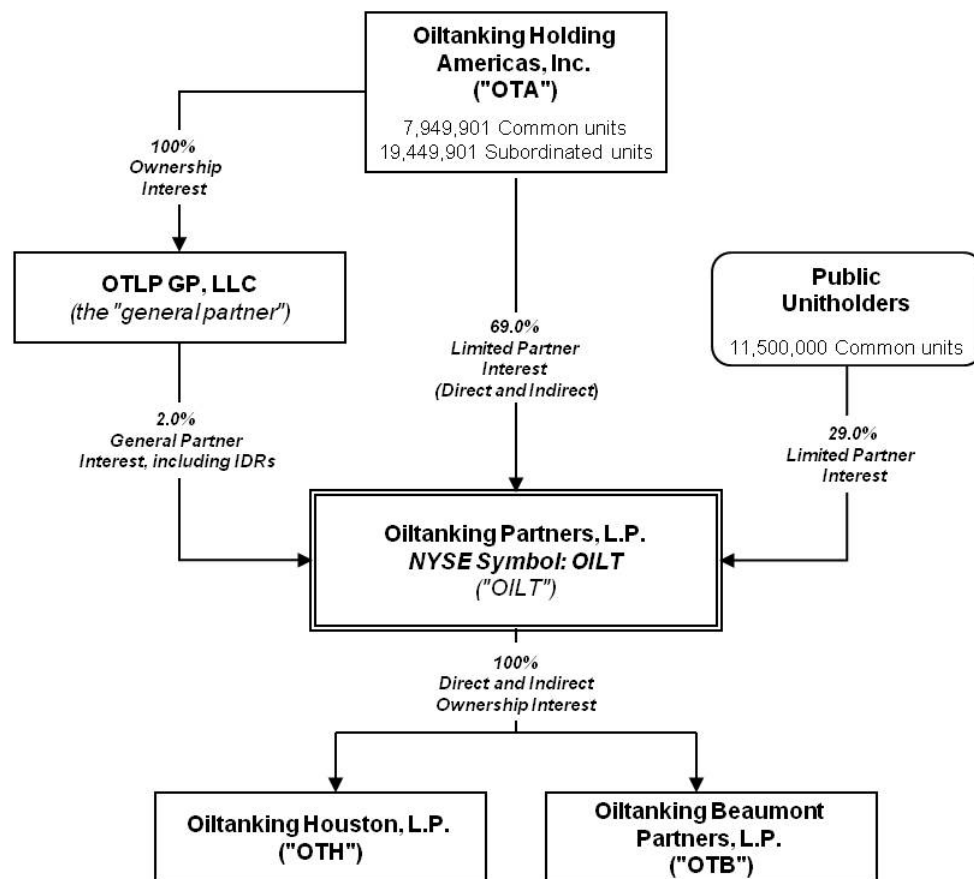 Oiltanking Holding
Americas, Inc.
("OTA")
7,949,901 Common units
19,449,901 Subordinated units
100%
Ownership
Interest
OTLP GP, LLC
(the "general partner")
Public
Unitholders
11,500,000 Common units
69.0%
Limited Partner
Interest
(Direct and Indirect)
2.0%
General Partner
Interest, including IDRs
29.0%
Limited Partner
Interest
Oiltanking Partners, L.P.
NYSE Symbol: OILT
("OILT")
100%
Direct and Indirect
Ownership Interest
Oiltanking Houston, L.P.
("OTH")
Oiltanking Beaumont
Partners, L.P.
("OTB")